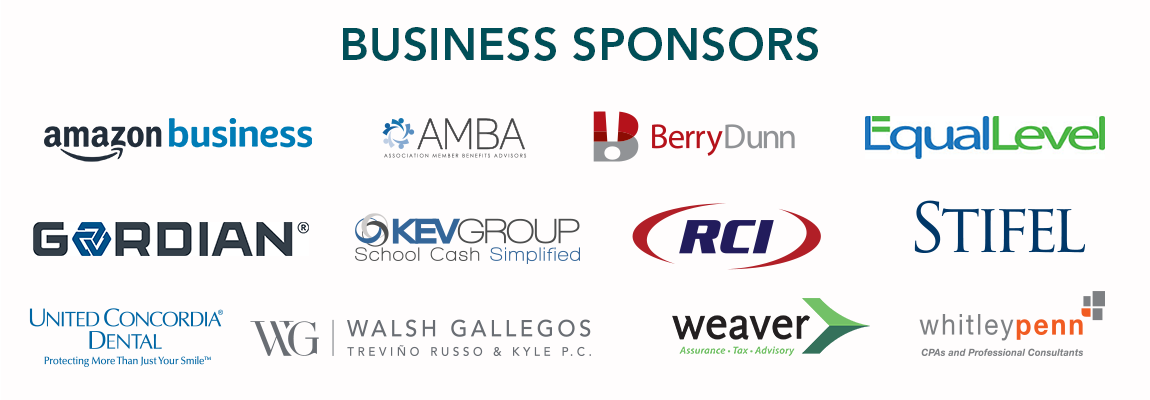 BUSINESS SPONSORS
amazon business
AMBA
ASSOCIATION MEMBER BENEFITS ADVISORS
BerryDunn
EqualLevel
GORDIAN®
KEVGROUP
School Cash Simplified
RCI
STIFEL
UNITED CONCORDIA®
DENTAL
Protecting More Than Just Your Smile™
WG
WALSH GALLEGOS
TREVIÑO RUSSO & KYLE P.C.
weaver
Assurance • Tax • Advisory
whitleypenn
CPAs and Professional Consultants